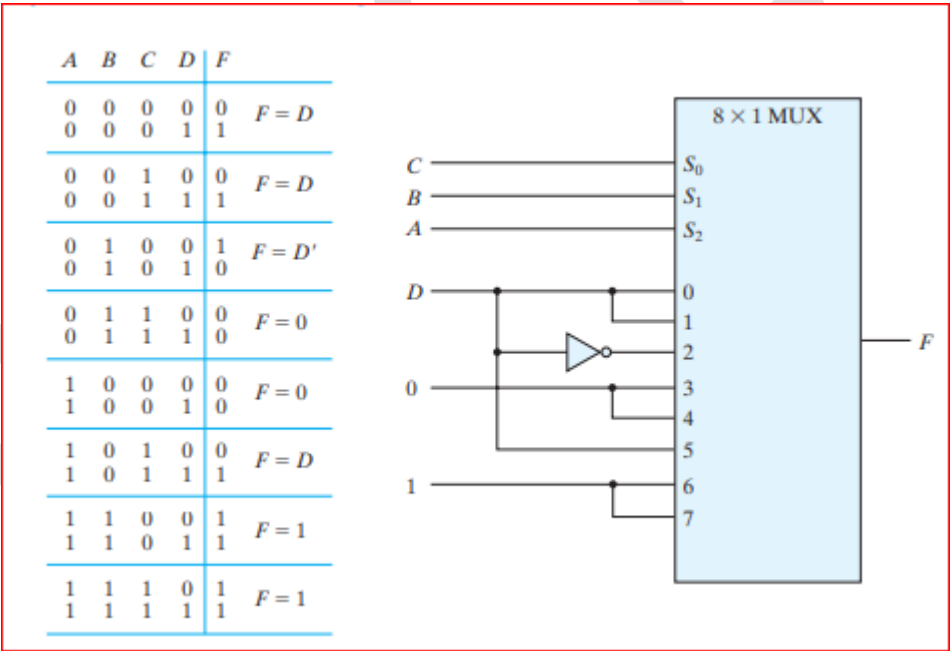 A B C D F
0 0 0 0 0
0 0 0 1 1
F = D
0 0 1 0 0
0 0 1 1 1
F = D
0 1 0 0 1
0 1 0 1 0
F = D'
0 1 1 0 0
0 1 1 1 0
F = 0
1 0 0 0 0
1 0 0 1 0
F = 0
1 0 1 0 0
1 0 1 1 1
F = D
1 1 0 0 1
1 1 0 1 1
F = 1
1 1 1 0 1
1 1 1 1 1
F = 1
8 × 1 MUX
C S₀
B S₁
A S₂
D 0
1
2
0 3
4
5
1 6
7
F